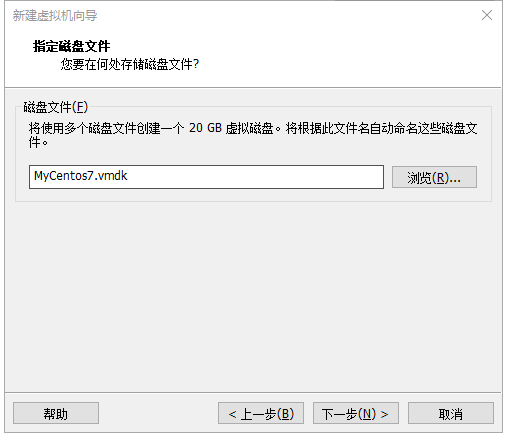 新建虚拟机向导
指定磁盘文件
您要在何处存储磁盘文件?
磁盘文件(F)
将使用多个磁盘文件创建一个 20 GB 虚拟磁盘。将根据此文件名自动命名这些磁盘文
件。
MyCentos7.vmdk
浏览(R)...
帮助
< 上一步(B)
下一步(N) >
取消